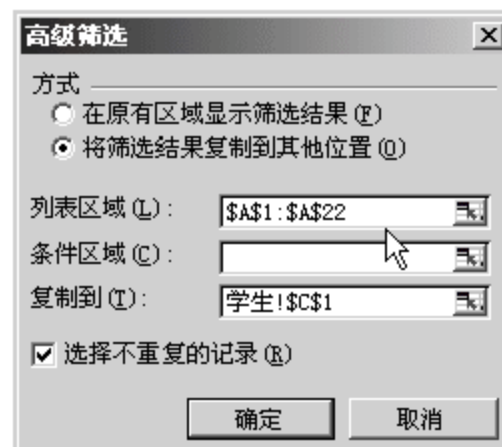 高级筛选
方式
在原有区域显示筛选结果(F)
将筛选结果复制到其他位置(O)
列表区域(L): $A$1:$A$22
条件区域(C):
复制到(T): 学生!$C$1
选择不重复的记录(R)
确定 取消